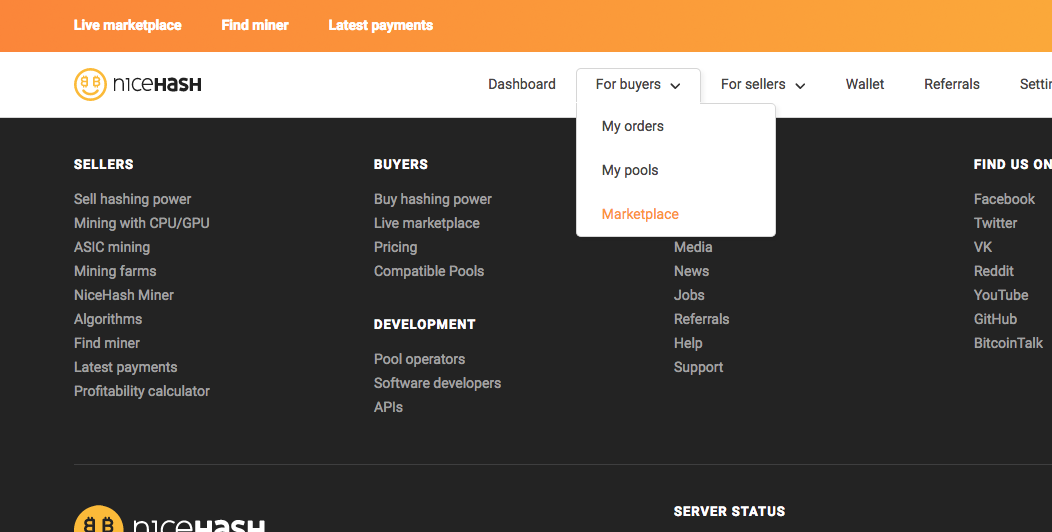 Live marketplace Find miner Latest payments
nıceHasH Dashboard For buyers For sellers Wallet Referrals
My orders
My pools
Marketplace
SELLERS
Sell hashing power
Mining with CPU/GPU
ASIC mining
Mining farms
NiceHash Miner
Algorithms
Find miner
Latest payments
Profitability calculator
BUYERS
Buy hashing power
Live marketplace
Pricing
Compatible Pools
DEVELOPMENT
Pool operators
Software developers
APIs
Media
News
Jobs
Referrals
Help
Support
FIND US ON
Facebook
Twitter
VK
Reddit
YouTube
GitHub
BitcoinTalk
nıceHasH
SERVER STATUS